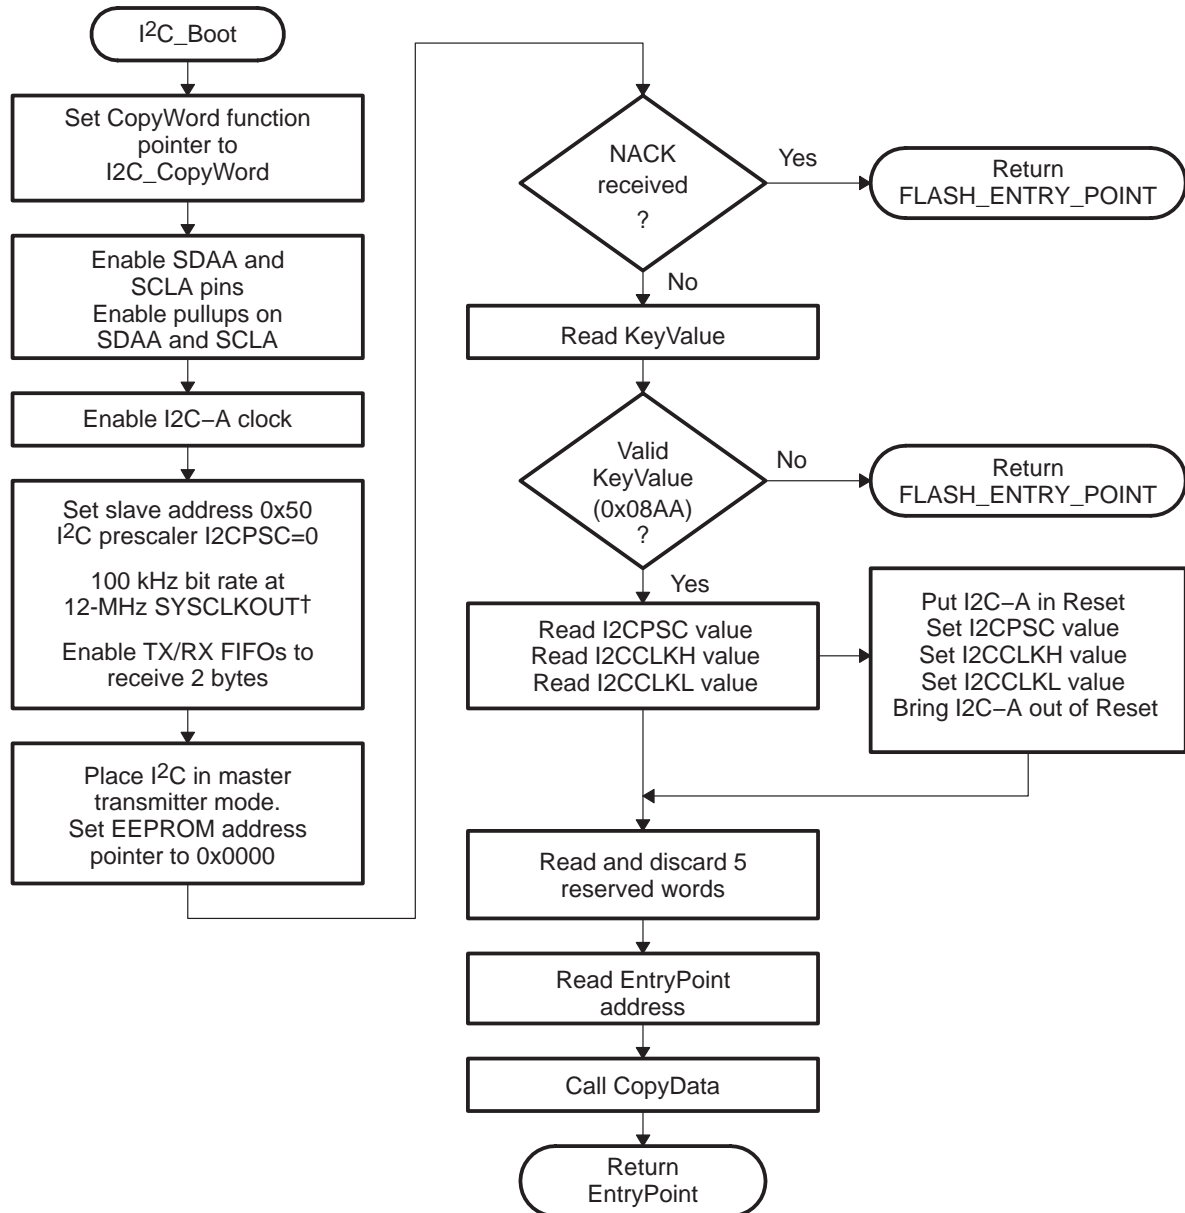 I²C_Boot
Set CopyWord function
pointer to
I2C_CopyWord
Enable SDAA and
SCLA pins
Enable pullups on
SDAA and SCLA
Enable I2C−A clock
Set slave address 0x50
I²C prescaler I2CPSC=0
100 kHz bit rate at
12-MHz SYSCLKOUT†
Enable TX/RX FIFOs to
receive 2 bytes
Place I²C in master
transmitter mode.
Set EEPROM address
pointer to 0x0000
NACK
received
?
Yes
Return
FLASH_ENTRY_POINT
No
Read KeyValue
Valid
KeyValue
(0x08AA)
?
No
Return
FLASH_ENTRY_POINT
Yes
Read I2CPSC value
Read I2CCLKH value
Read I2CCLKL value
Put I2C−A in Reset
Set I2CPSC value
Set I2CCLKH value
Set I2CCLKL value
Bring I2C−A out of Reset
Read and discard 5
reserved words
Read EntryPoint
address
Call CopyData
Return
EntryPoint